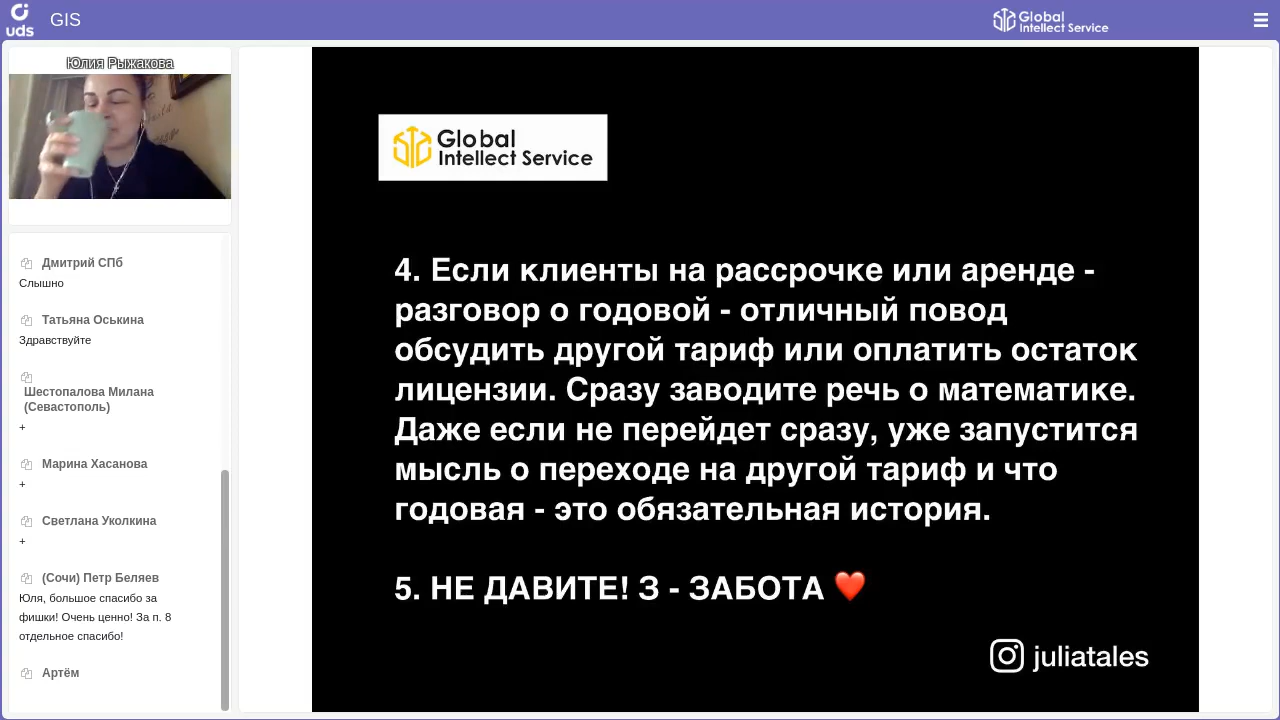 uds
GIS
Global
Intellect Service
Юлия Рыжакова
Дмитрий СПб
Слышно
Татьяна Оськина
Здравствуйте
Шестопалова Милана
(Севастополь)
+
Марина Хасанова
+
Светлана Уколкина
+
(Сочи) Петр Беляев
Юля, большое спасибо за
фишки! Очень ценно! За п. 8
отдельное спасибо!
Артём
Global
Intellect Service
4. Если клиенты на рассрочке или аренде -
разговор о годовой - отличный повод
обсудить другой тариф или оплатить остаток
лицензии. Сразу заводите речь о математике.
Даже если не перейдет сразу, уже запустится
мысль о переходе на другой тариф и что
годовая - это обязательная история.
5. НЕ ДАВИТЕ! З - ЗАБОТА ❤️
juliatales